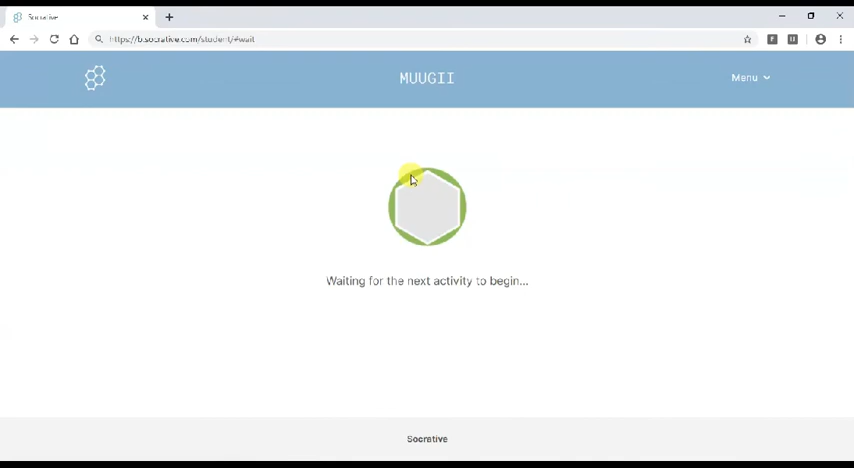 Socrative
https://b.socrative.com/student/#wait
MUUGII
Menu
Waiting for the next activity to begin...
Socrative